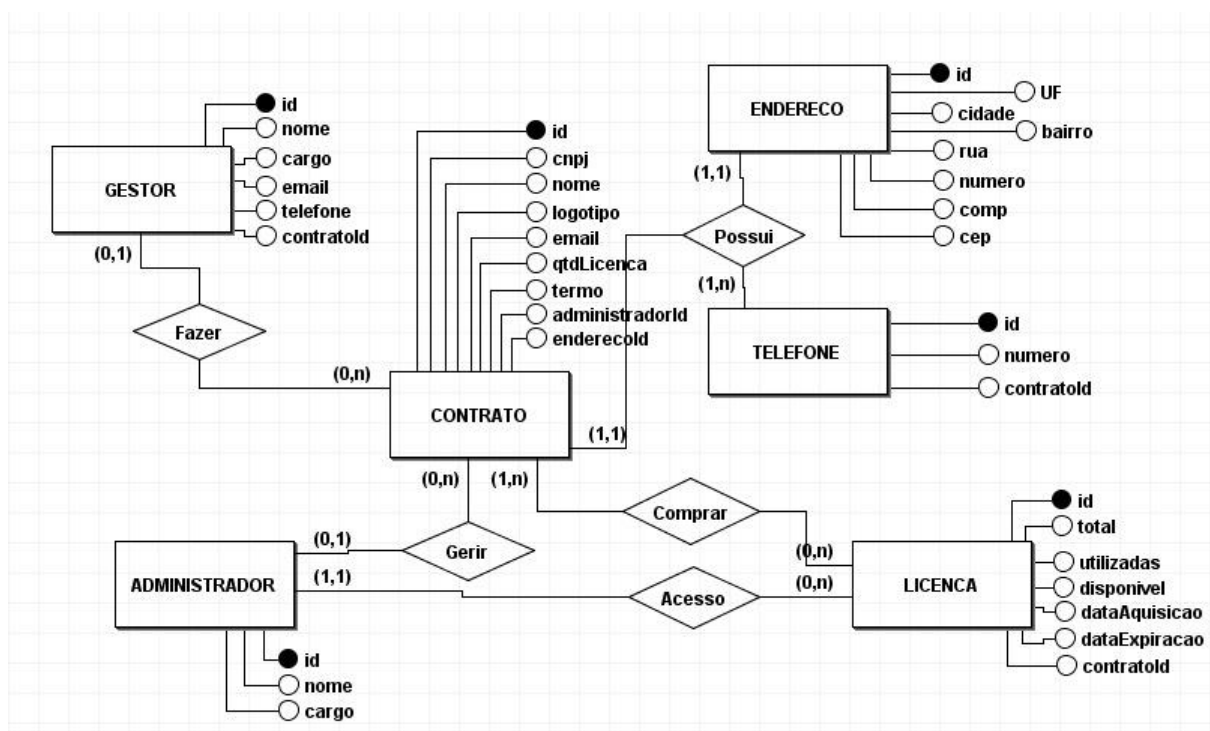 GESTOR
id
nome
cargo
email
telefone
contratoId
(0,1)
Fazer
(0,n)
id
cnpj
nome
logotipo
email
qtdLicenca
termo
administradorId
enderecoId
CONTRATO
(1,1)
(0,n)
(1,n)
ENDERECO
id
UF
cidade
bairro
rua
numero
comp
cep
(1,1)
Possui
(1,n)
TELEFONE
id
numero
contratoId
Comprar
(0,n)
Gerir
(0,1)
(1,1)
ADMINISTRADOR
id
nome
cargo
Acesso
(0,n)
LICENCA
id
total
utilizadas
disponivel
dataAquisicao
dataExpiracao
contratoId